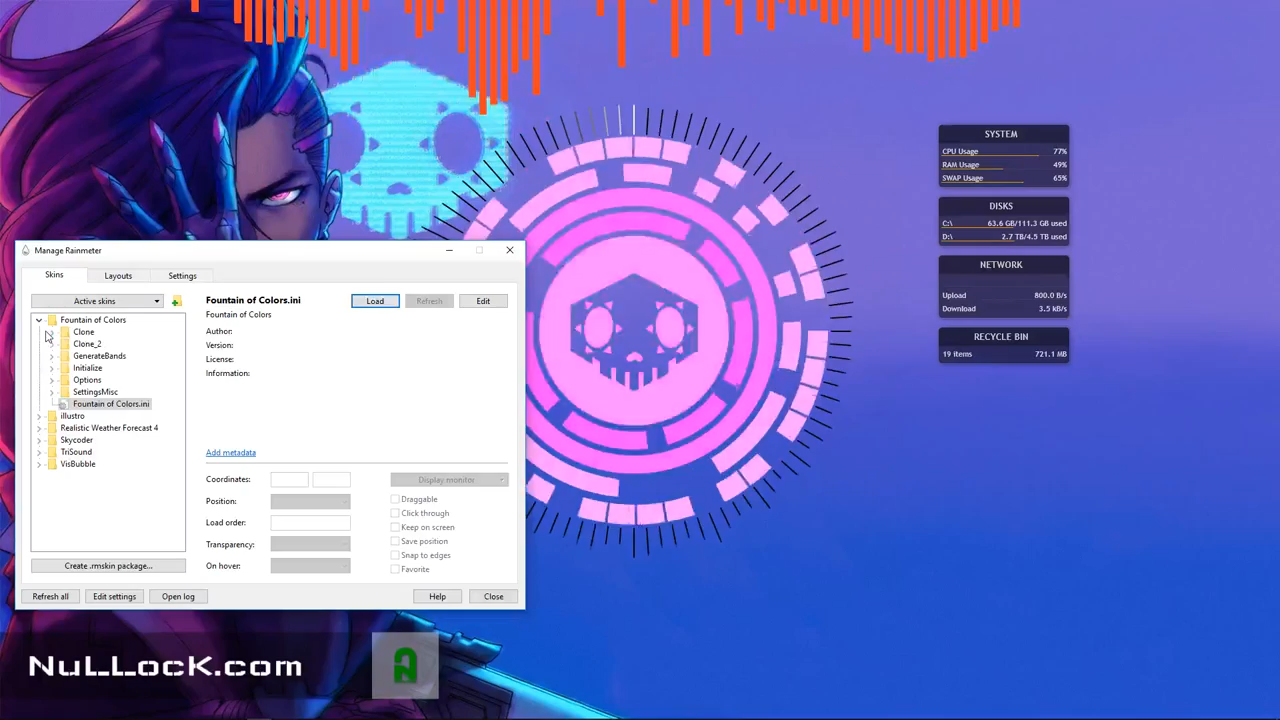 Manage Rainmeter
Skins
Layouts
Settings
Active skins
Fountain of Colors
Clone
Clone_2
GenerateBands
Initialize
Options
SettingsMisc
Fountain of Colors.ini
illustro
Realistic Weather Forecast 4
Skycoder
TriSound
VisBubble
Create .rmskin package...
Fountain of Colors.ini
Load
Refresh
Edit
Fountain of Colors
Author:
Version:
License:
Information:
Add metadata
Coordinates:
Display monitor
Position:
Draggable
Click through
Load order:
Keep on screen
Transparency:
Save position
Snap to edges
On hover:
Favorite
Refresh all
Edit settings
Open log
Help
Close
SYSTEM
CPU Usage 77%
RAM Usage 49%
SWAP Usage 65%
DISKS
C:\ 63.6 GB/111.3 GB used
D:\ 2.7 TB/4.5 TB used
NETWORK
Upload 800.0 B/s
Download 3.5 kB/s
RECYCLE BIN
19 items 721.1 MB
NuLLocK.com
A